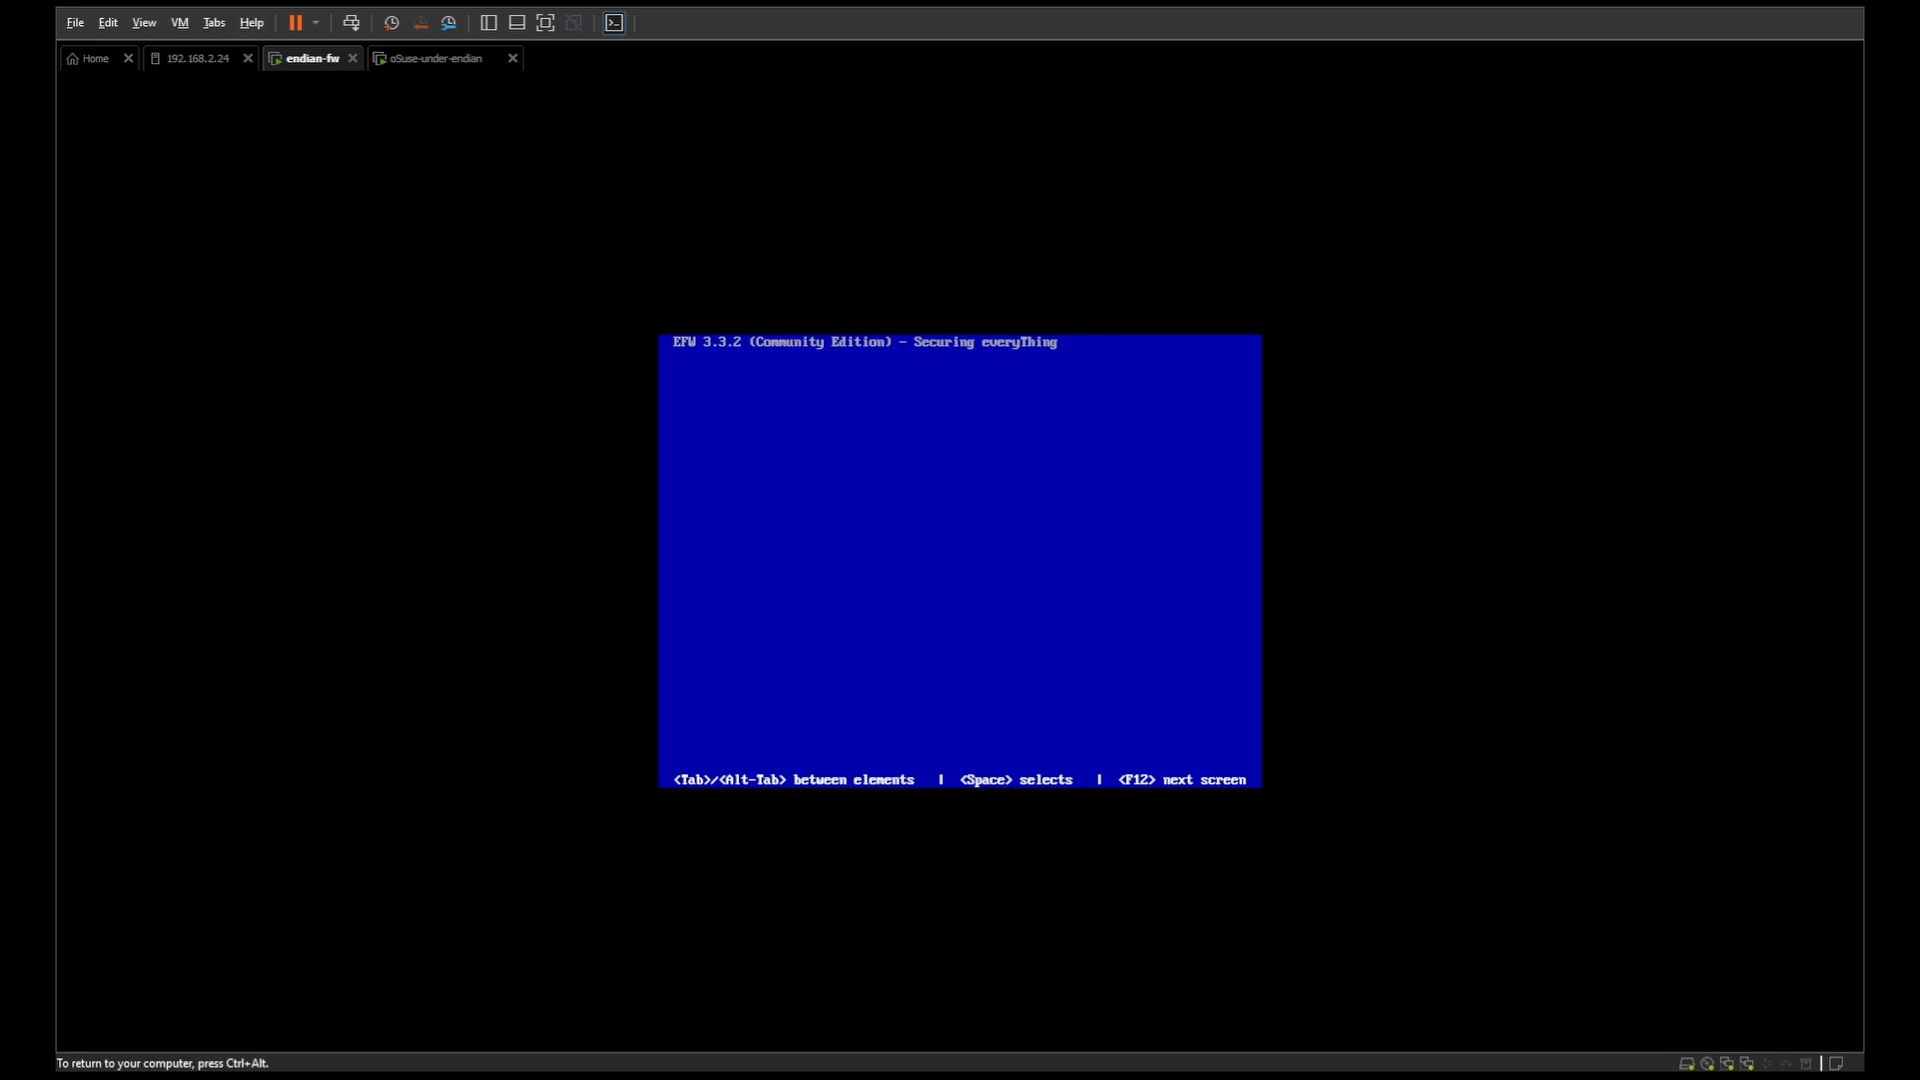 File Edit View VM Tabs Help
Home 192.168.2.24 endian-fw oSuse-under-endian
EFW 3.3.2 (Community Edition) - Securing everyThing
<Tab>/<Alt-Tab> between elements | <Space> selects | <F12> next screen
To return to your computer, press Ctrl+Alt.